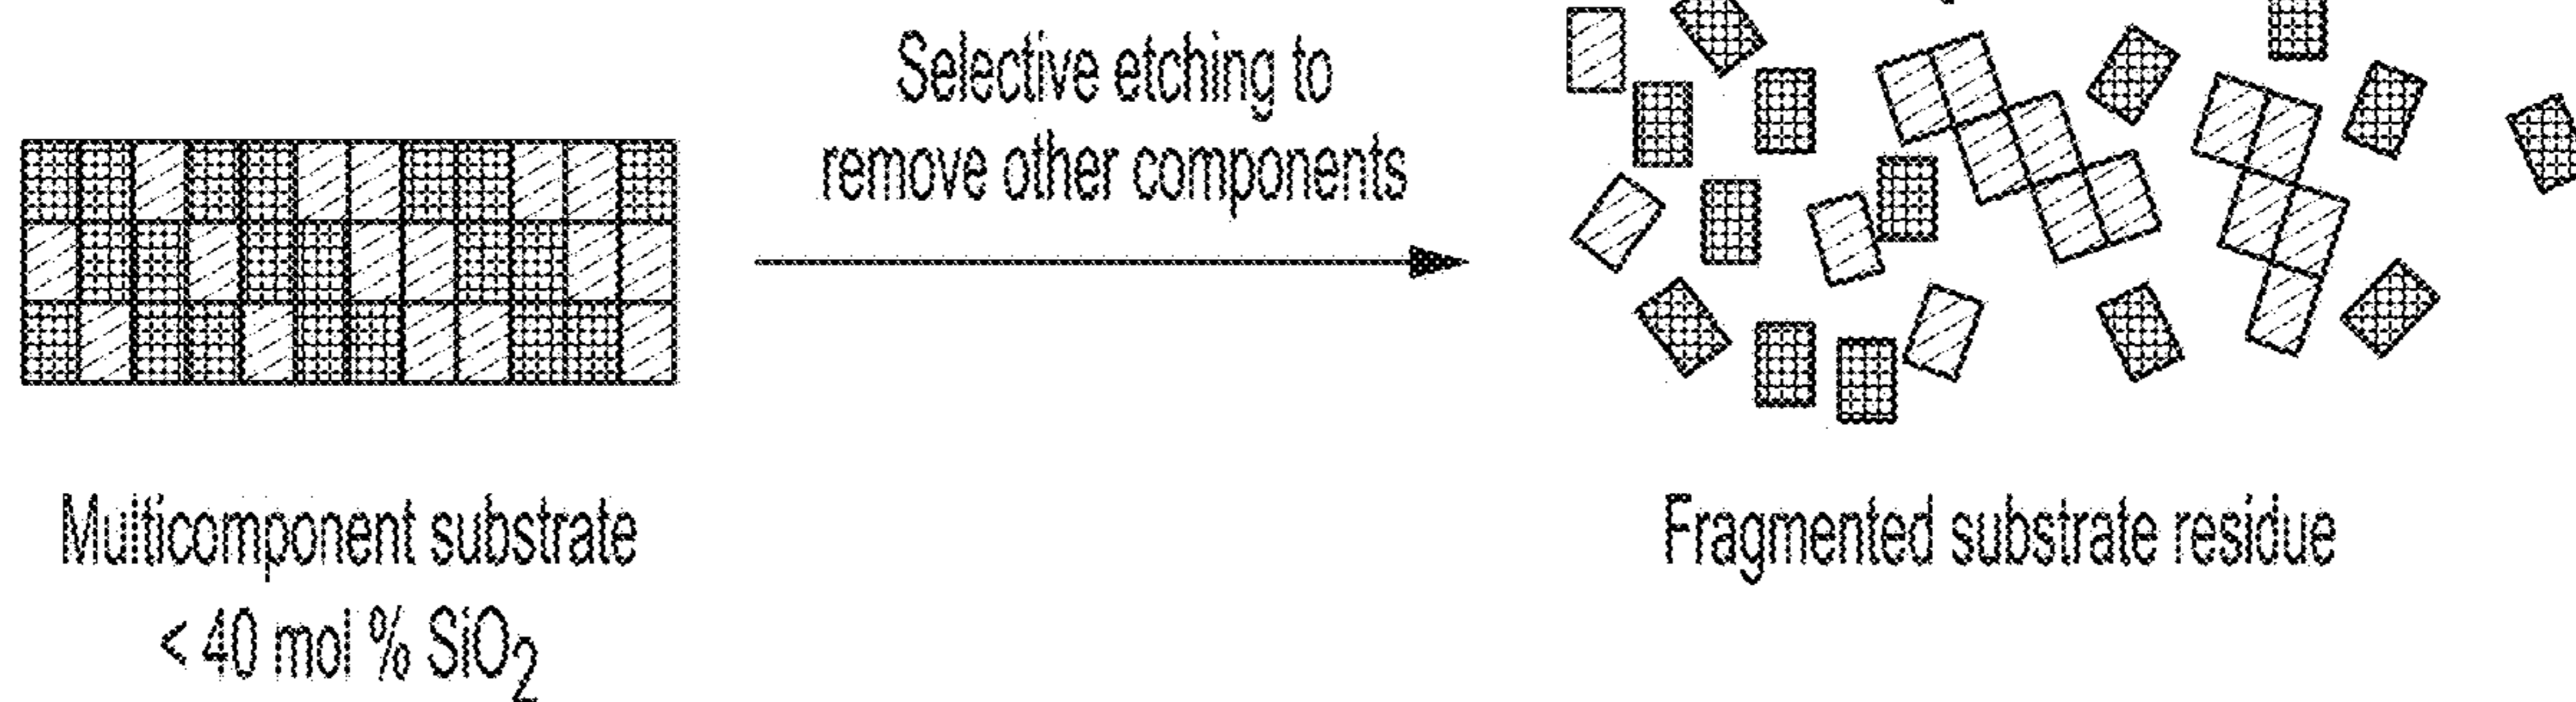 Selective etching to
remove other components
Multicomponent substrate
< 40 mol % SiO₂
Fragmented substrate residue